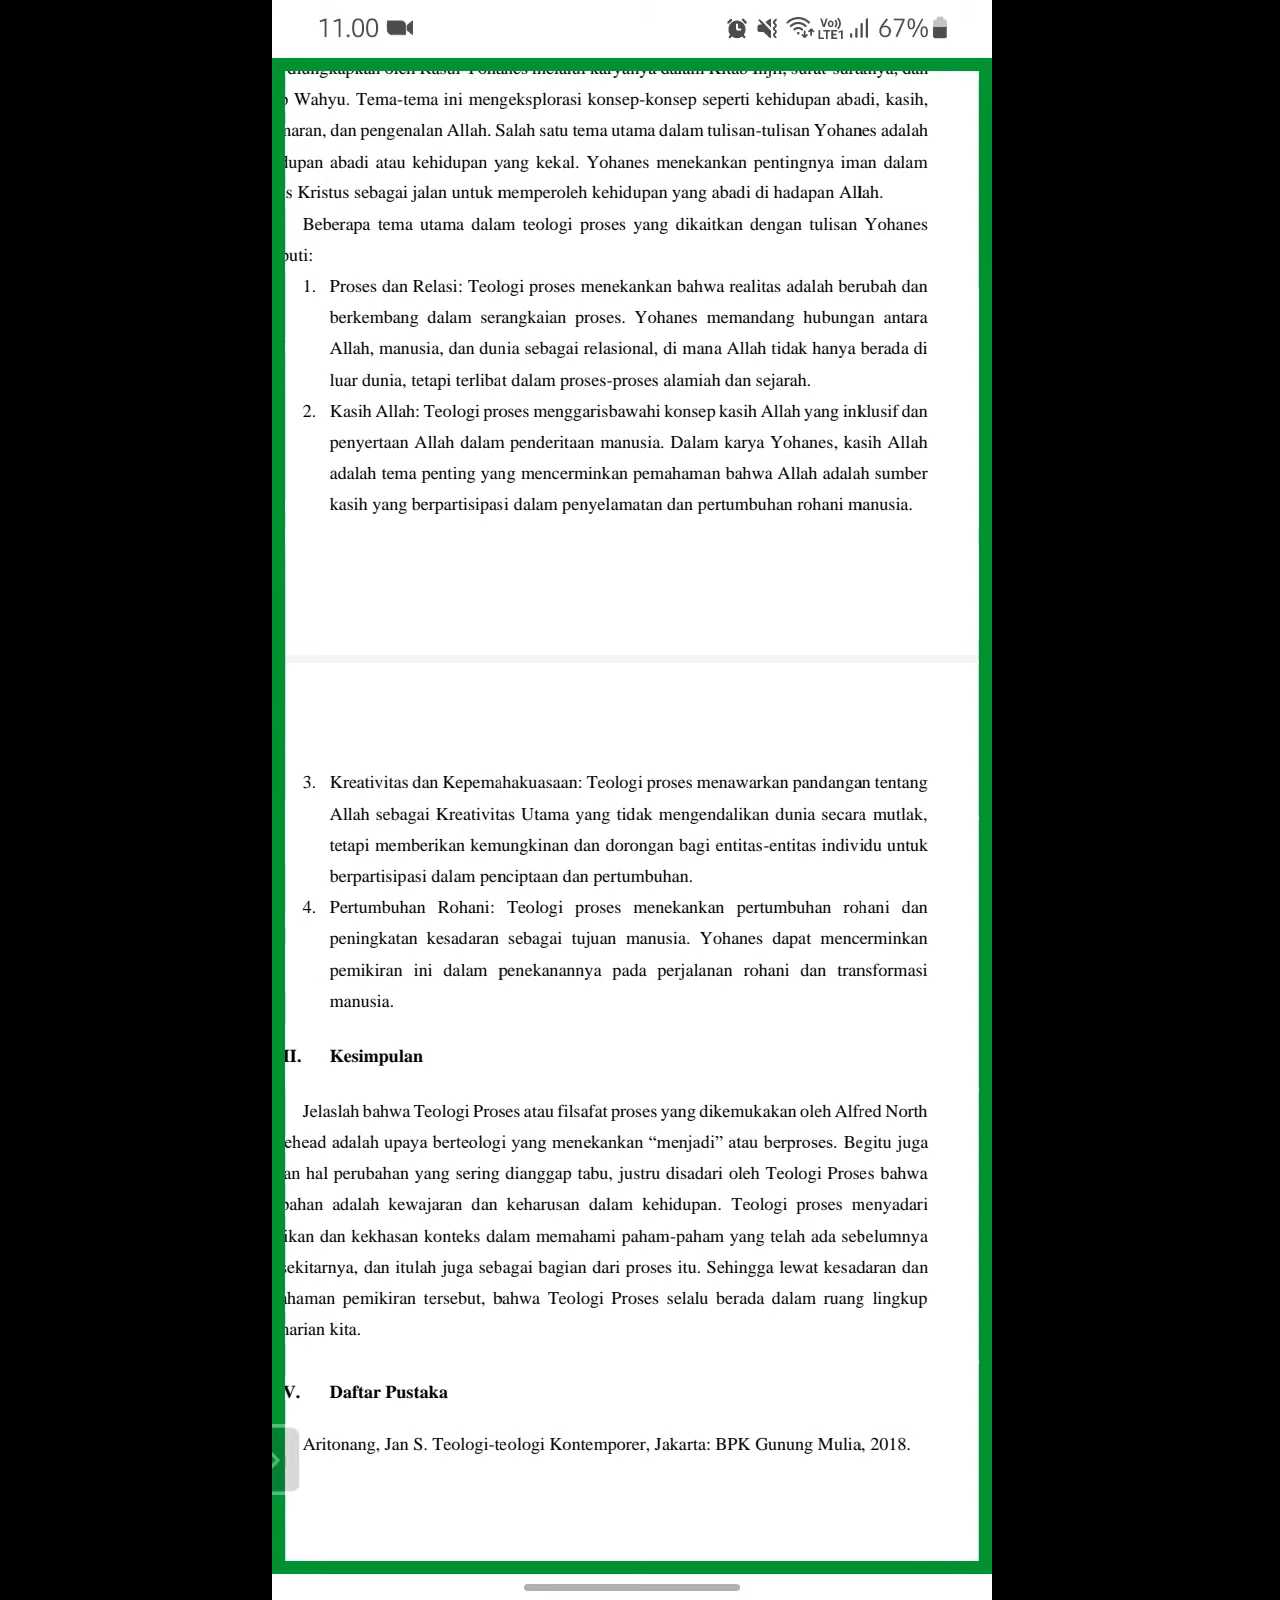 11.00
Vo))
LTE1
67%
Wahyu. Tema-tema ini mengeksplorasi konsep-konsep seperti kehidupan abadi, kasih,
dan pengenalan Allah. Salah satu tema utama dalam tulisan-tulisan Yohanes adalah
abadi atau kehidupan yang kekal. Yohanes menekankan pentingnya iman dalam
s Kristus sebagai jalan untuk memperoleh kehidupan yang abadi di hadapan Allah.
Beberapa tema utama dalam teologi proses yang dikaitkan dengan tulisan Yohanes
1. Proses dan Relasi: Teologi proses menekankan bahwa realitas adalah berubah dan
berkembang dalam serangkaian proses. Yohanes memandang hubungan antara
Allah, manusia, dan dunia sebagai relasional, di mana Allah tidak hanya berada di
luar dunia, tetapi terlibat dalam proses-proses alamiah dan sejarah.
2. Kasih Allah: Teologi proses menggarisbawahi konsep kasih Allah yang inklusif dan
penyertaan Allah dalam penderitaan manusia. Dalam karya Yohanes, kasih Allah
adalah tema penting yang mencerminkan pemahaman bahwa Allah adalah sumber
kasih yang berpartisipasi dalam penyelamatan dan pertumbuhan rohani manusia.
3. Kreativitas dan Kepemahakuasaan: Teologi proses menawarkan pandangan tentang
Allah sebagai Kreativitas Utama yang tidak mengendalikan dunia secara mutlak,
tetapi memberikan kemungkinan dan dorongan bagi entitas-entitas individu untuk
berpartisipasi dalam penciptaan dan pertumbuhan.
4. Pertumbuhan Rohani: Teologi proses menekankan pertumbuhan rohani dan
peningkatan kesadaran sebagai tujuan manusia. Yohanes dapat mencerminkan
pemikiran ini dalam penekanannya pada perjalanan rohani dan transformasi
manusia.
II. Kesimpulan
Jelaslah bahwa Teologi Proses atau filsafat proses yang dikemukakan oleh Alfred North
ehead adalah upaya berteologi yang menekankan “menjadi” atau berproses. Begitu juga
an hal perubahan yang sering dianggap tabu, justru disadari oleh Teologi Proses bahwa
bahan adalah kewajaran dan keharusan dalam kehidupan. Teologi proses menyadari
ikan dan kekhasan konteks dalam memahami paham-paham yang telah ada sebelumnya
sekitarnya, dan itulah juga sebagai bagian dari proses itu. Sehingga lewat kesadaran dan
haman pemikiran tersebut, bahwa Teologi Proses selalu berada dalam ruang lingkup
harian kita.
V. Daftar Pustaka
Aritonang, Jan S. Teologi-teologi Kontemporer, Jakarta: BPK Gunung Mulia, 2018.